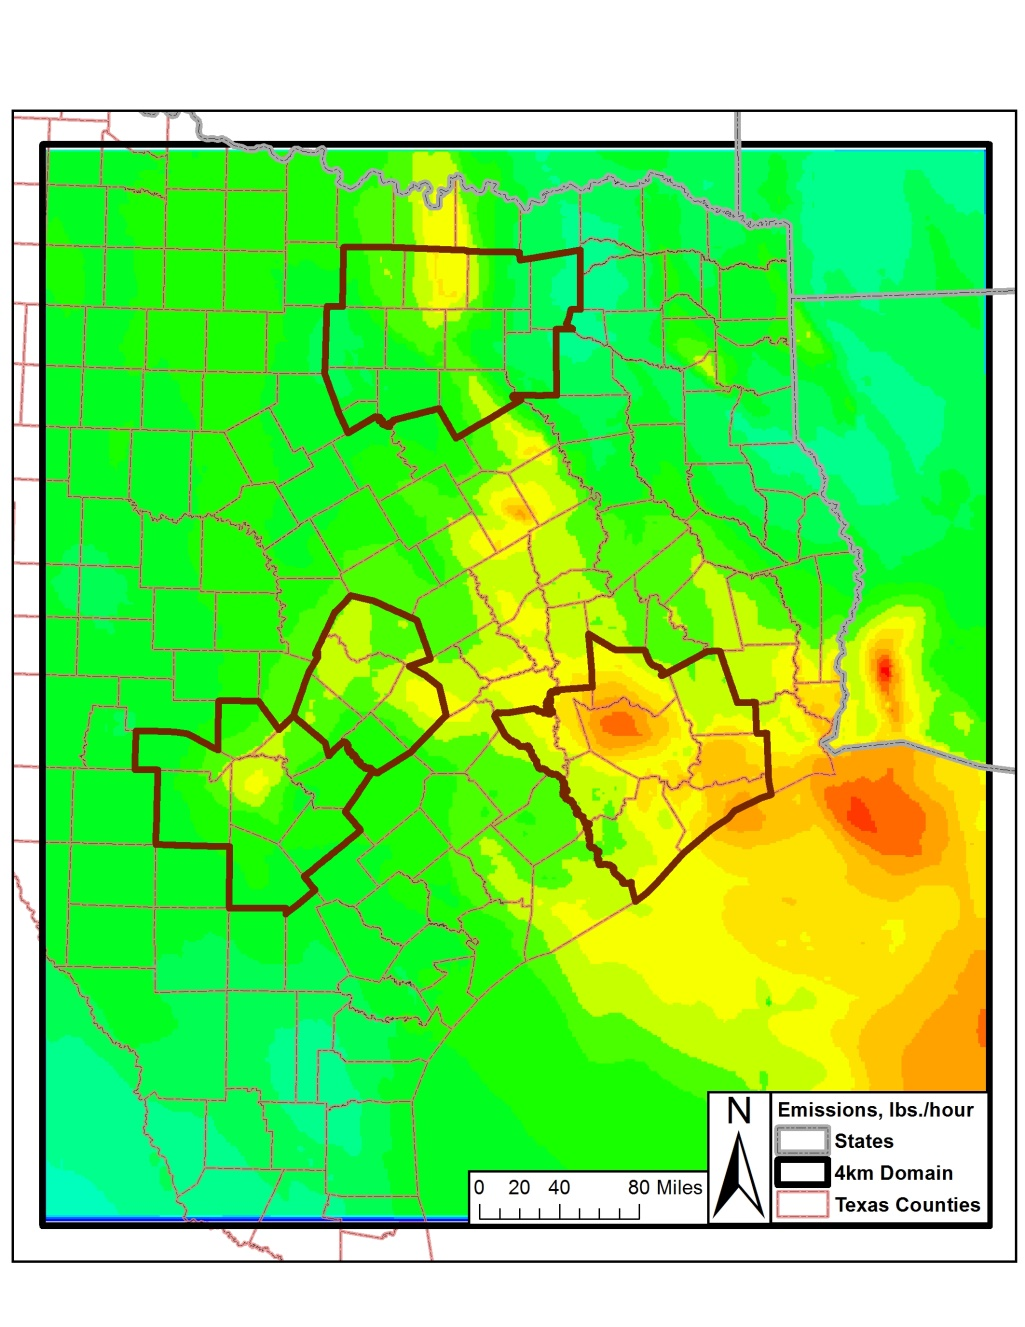 N
Emissions, lbs./hour
States
4km Domain
Texas Counties
0 20 40 80 Miles